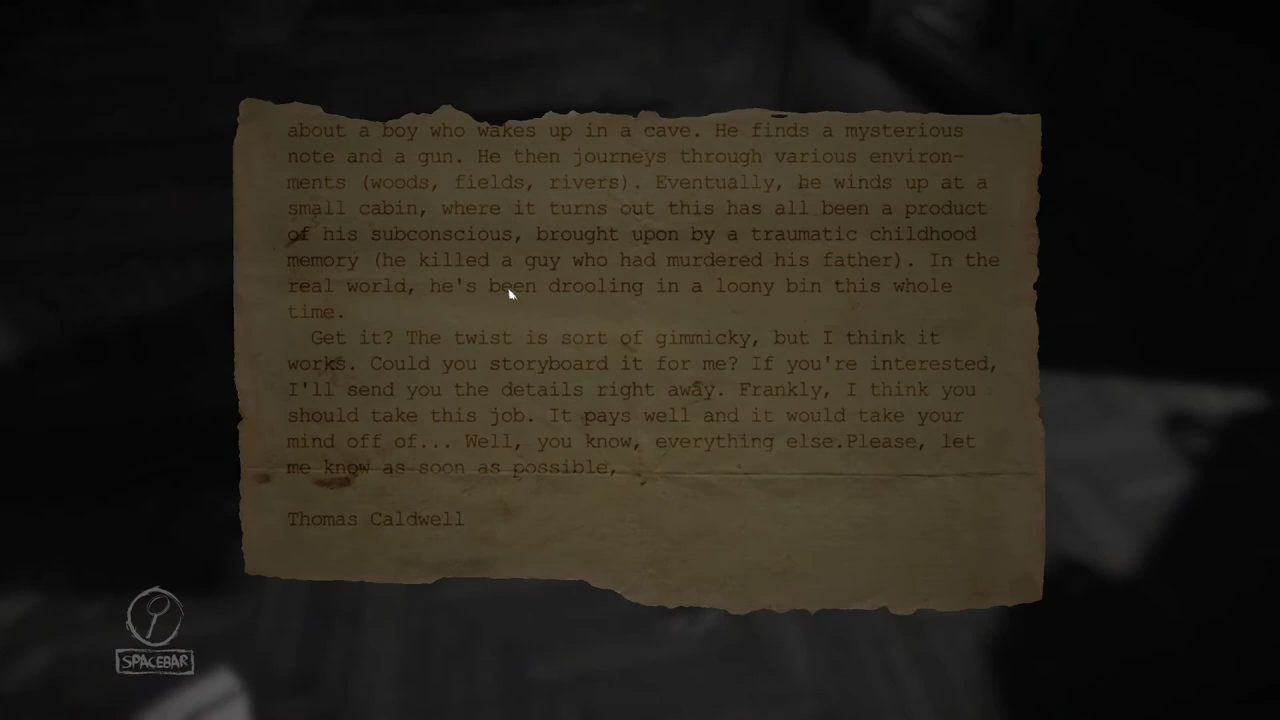 about a boy who wakes up in a cave. He finds a mysterious
note and a gun. He then journeys through various environ-
ments (woods, fields, rivers). Eventually, he winds up at a
small cabin, where it turns out this has all been a product
of his subconscious, brought upon by a traumatic childhood
memory (he killed a guy who had murdered his father). In the
real world, he's been drooling in a loony bin this whole
time.
Get it? The twist is sort of gimmicky, but I think it
works. Could you storyboard it for me? If you're interested,
I'll send you the details right away. Frankly, I think you
should take this job. It pays well and it would take your
mind off of... Well, you know, everything else.Please, let
me know as soon as possible,
Thomas Caldwell
SPACEBAR